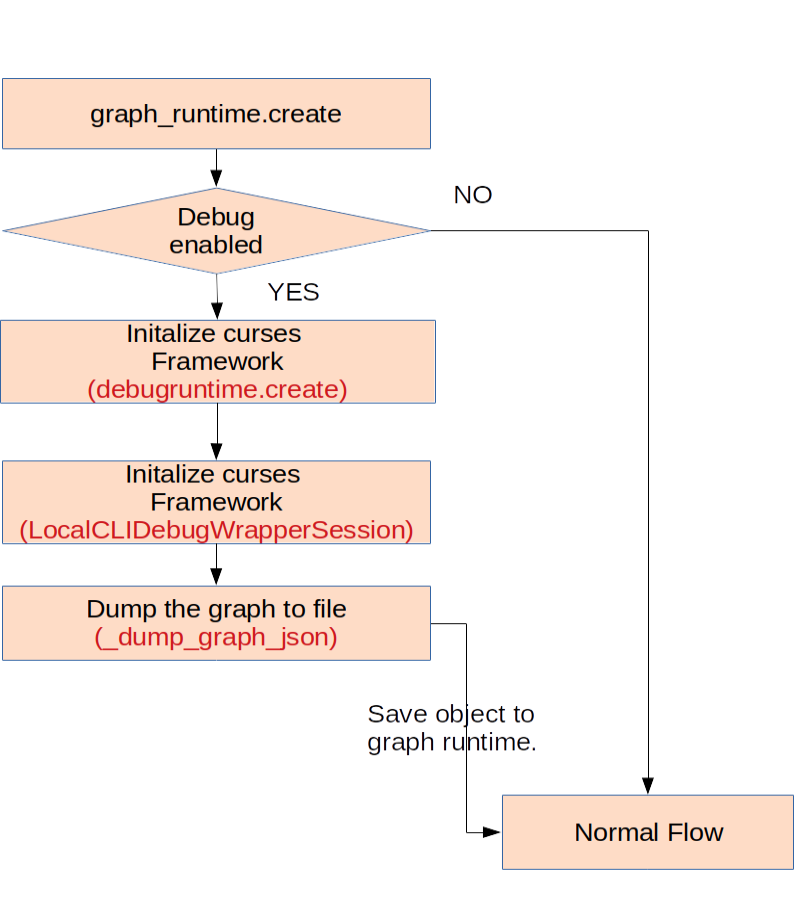 graph_runtime.create
NO
Debug
enabled
YES
Initalize curses
Framework
(debugruntime.create)
Initalize curses
Framework
(LocalCLIDebugWrapperSession)
Dump the graph to file
(_dump_graph_json)
Save object to
graph runtime.
Normal Flow